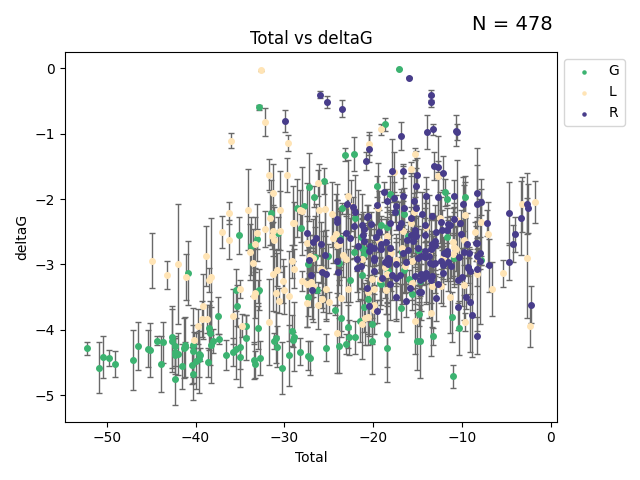 N = 478
Total vs deltaG
G
L
R
0
−1
−2
−3
−4
−5
deltaG
−50 −40 −30 −20 −10 0
Total